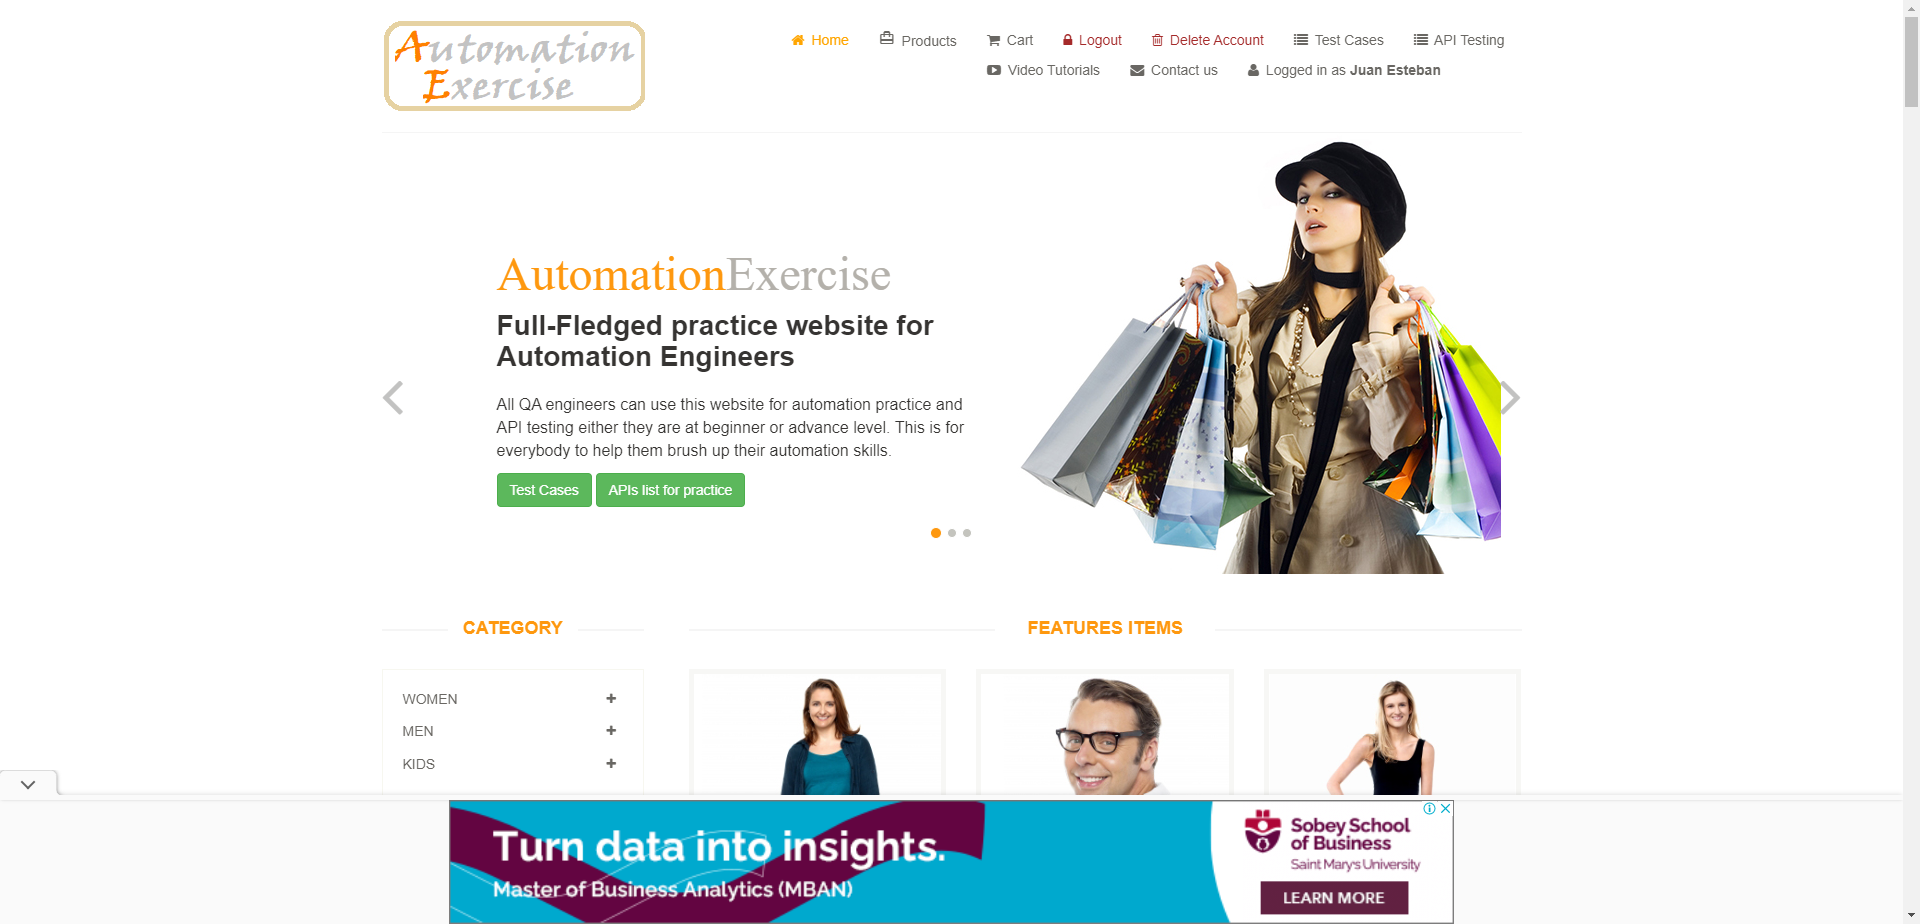 Automation
Exercise
Home
Products
Cart
Logout
Delete Account
Test Cases
API Testing
Video Tutorials
Contact us
Logged in as Juan Esteban
AutomationExercise
Full-Fledged practice website for
Automation Engineers
All QA engineers can use this website for automation practice and
API testing either they are at beginner or advance level. This is for
everybody to help them brush up their automation skills.
Test Cases
APIs list for practice
CATEGORY
WOMEN
MEN
KIDS
FEATURES ITEMS
Turn data into insights.
Master of Business Analytics (MBAN)
Sobey School
of Business
Saint Mary's University
LEARN MORE